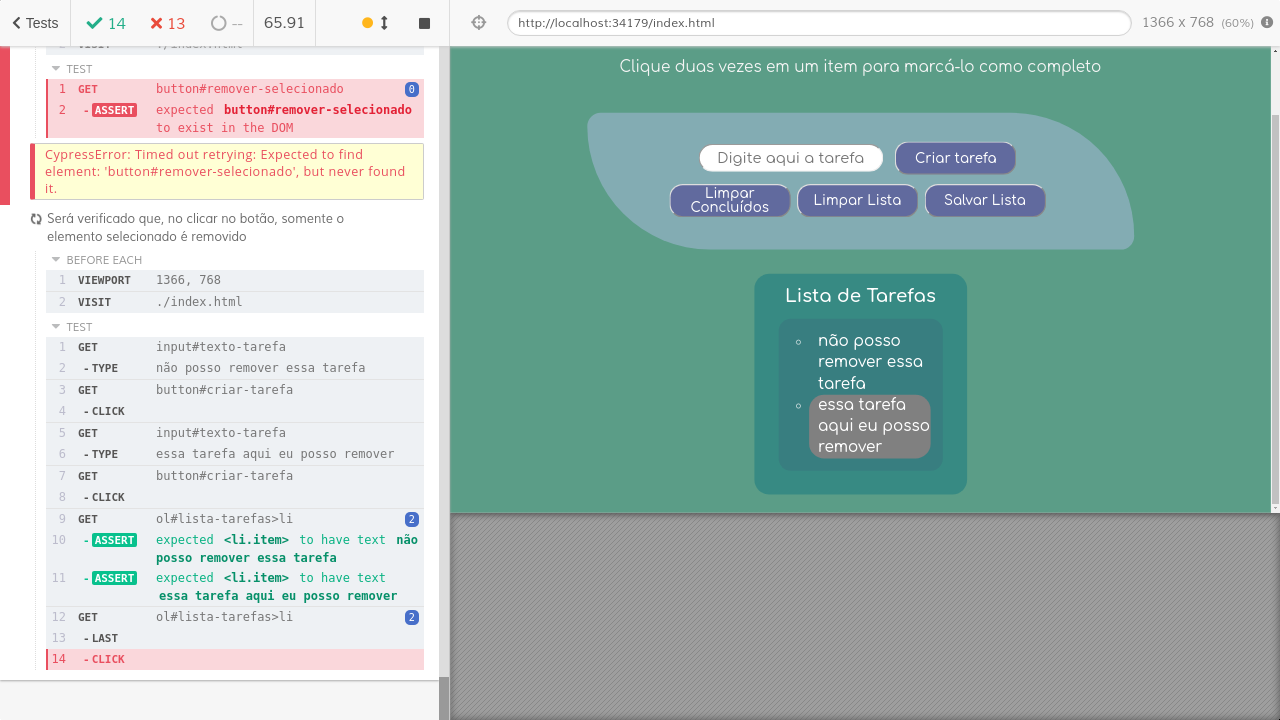 Tests 14 13 -- 65.91
http://localhost:34179/index.html 1366 x 768 (60%)
TEST
1 GET button#remover-selecionado 0
2 - ASSERT expected button#remover-selecionado
to exist in the DOM
CypressError: Timed out retrying: Expected to find
element: 'button#remover-selecionado', but never found
it.
Será verificado que, no clicar no botão, somente o
elemento selecionado é removido
BEFORE EACH
1 VIEWPORT 1366, 768
2 VISIT ./index.html
TEST
1 GET input#texto-tarefa
2 - TYPE não posso remover essa tarefa
3 GET button#criar-tarefa
4 - CLICK
5 GET input#texto-tarefa
6 - TYPE essa tarefa aqui eu posso remover
7 GET button#criar-tarefa
8 - CLICK
9 GET ol#lista-tarefas>li 2
10 - ASSERT expected <li.item> to have text não
posso remover essa tarefa
11 - ASSERT expected <li.item> to have text
essa tarefa aqui eu posso remover
12 GET ol#lista-tarefas>li 2
13 - LAST
14 - CLICK
Clique duas vezes em um item para marcá-lo como completo
Digite aqui a tarefa Criar tarefa
Limpar
Concluídos Limpar Lista Salvar Lista
Lista de Tarefas
não posso
remover essa
tarefa
essa tarefa
aqui eu posso
remover